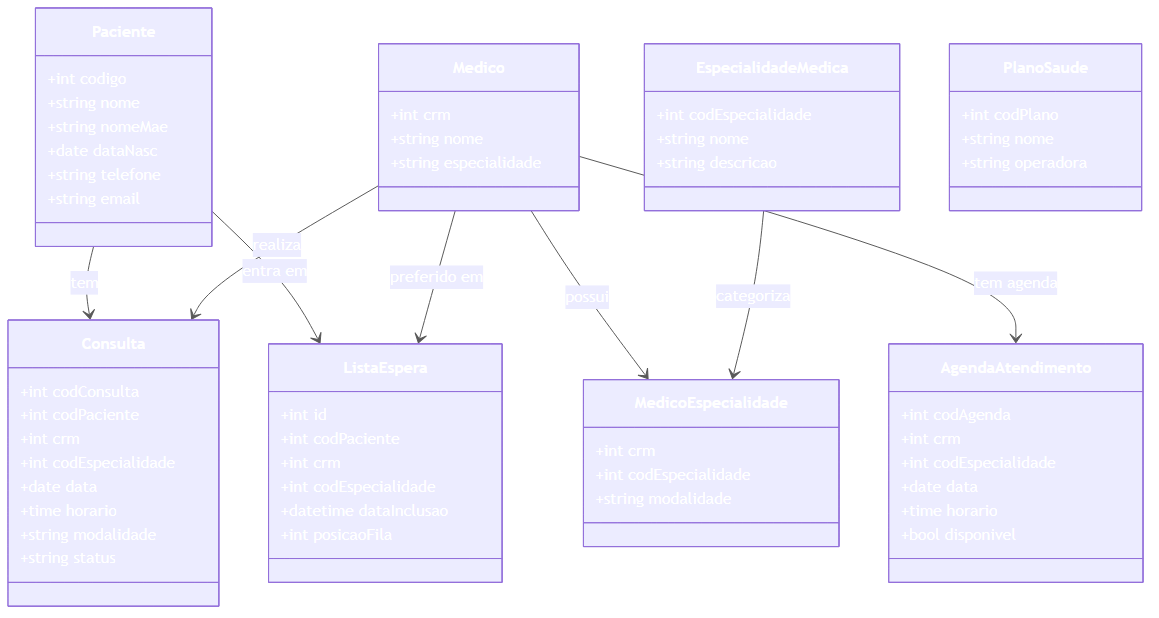 Paciente
+int codigo
+string nome
+string nomeMae
+date dataNasc
+string telefone
+string email
Medico
+int crm
+string nome
+string especialidade
EspecialidadeMedica
+int codEspecialidade
+string nome
+string descricao
PlanoSaude
+int codPlano
+string nome
+string operadora
tem
realiza
entra em
preferido em
possui
categoriza
tem agenda
Consulta
+int codConsulta
+int codPaciente
+int crm
+int codEspecialidade
+date data
+time horario
+string modalidade
+string status
ListaEspera
+int id
+int codPaciente
+int crm
+int codEspecialidade
+datetime dataInclusao
+int posicaoFila
MedicoEspecialidade
+int crm
+int codEspecialidade
+string modalidade
AgendaAtendimento
+int codAgenda
+int crm
+int codEspecialidade
+date data
+time horario
+bool disponivel